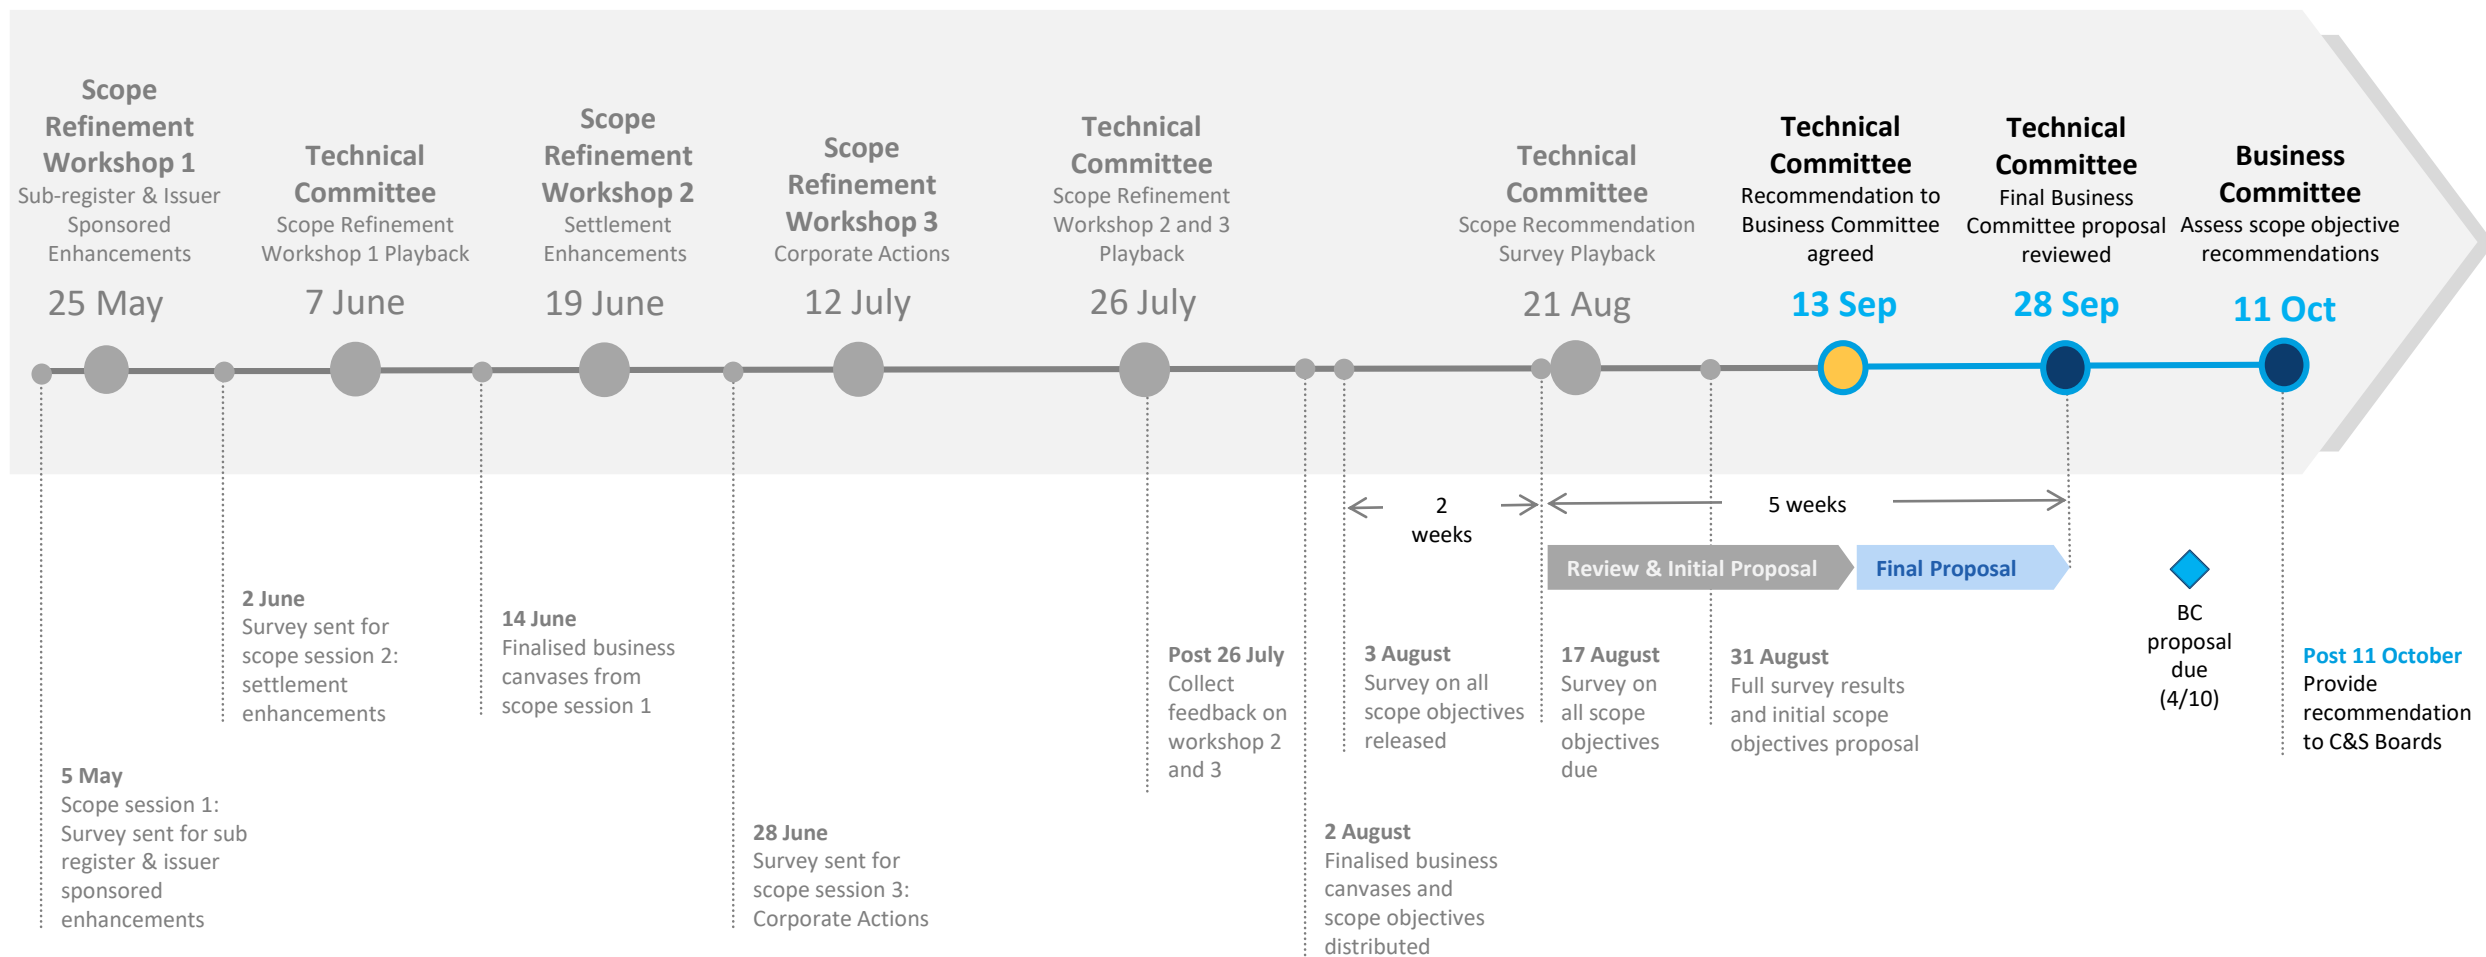 Scope
Refinement
Workshop 1
Sub-register & Issuer
Sponsored
Enhancements
25 May
Technical
Committee
Scope Refinement
Workshop 1 Playback
7 June
Scope
Refinement
Workshop 2
Settlement
Enhancements
19 June
Scope
Refinement
Workshop 3
Corporate Actions
12 July
Technical
Committee
Scope Refinement
Workshop 2 and 3
Playback
26 July
Technical
Committee
Scope Recommendation
Survey Playback
21 Aug
Technical
Committee
Recommendation to
Business Committee
agreed
13 Sep
Technical
Committee
Final Business
Committee proposal
reviewed
28 Sep
Business
Committee
Assess scope objective
recommendations
11 Oct
2
weeks
5 weeks
Review & Initial Proposal
Final Proposal
5 May
Scope session 1:
Survey sent for sub
register & issuer
sponsored
enhancements
2 June
Survey sent for
scope session 2:
settlement
enhancements
14 June
Finalised business
canvases from
scope session 1
28 June
Survey sent for
scope session 3:
Corporate Actions
Post 26 July
Collect
feedback on
workshop 2
and 3
2 August
Finalised business
canvases and
scope objectives
distributed
3 August
Survey on all
scope objectives
released
17 August
Survey on
all scope
objectives
due
31 August
Full survey results
and initial scope
objectives proposal
BC
proposal
due
(4/10)
Post 11 October
Provide
recommendation
to C&S Boards